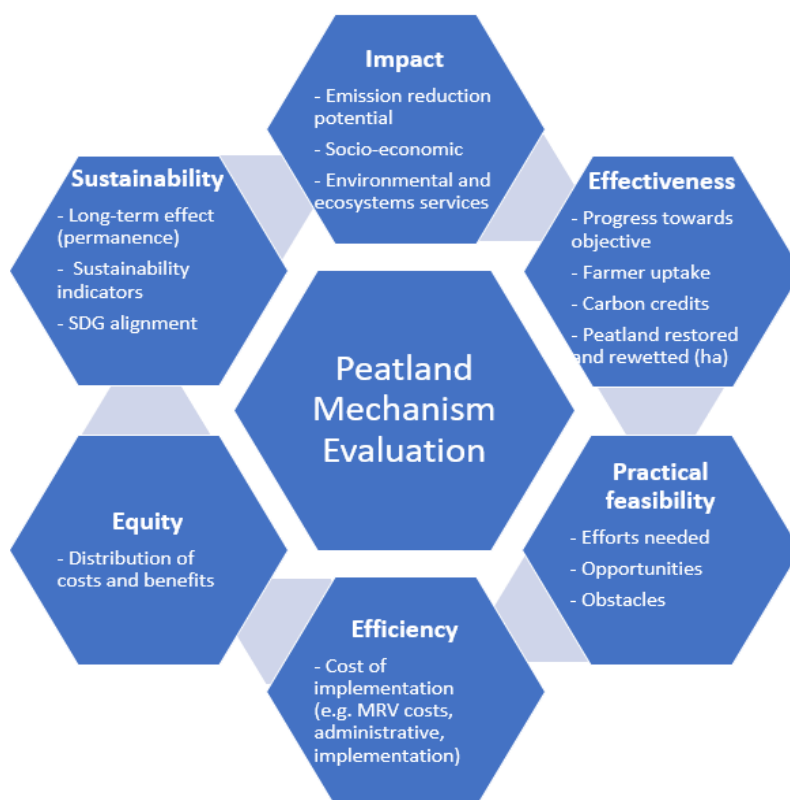 Impact
- Emission reduction
potential
- Socio-economic
- Environmental and
ecosystems services
Effectiveness
- Progress towards
objective
- Farmer uptake
- Carbon credits
- Peatland restored
and rewetted (ha)
Practical
feasibility
- Efforts needed
- Opportunities
- Obstacles
Efficiency
- Cost of
implementation
(e.g. MRV costs,
administrative,
implementation)
Equity
- Distribution of
costs and benefits
Sustainability
- Long-term effect
(permanence)
- Sustainability
indicators
- SDG alignment
Peatland
Mechanism
Evaluation